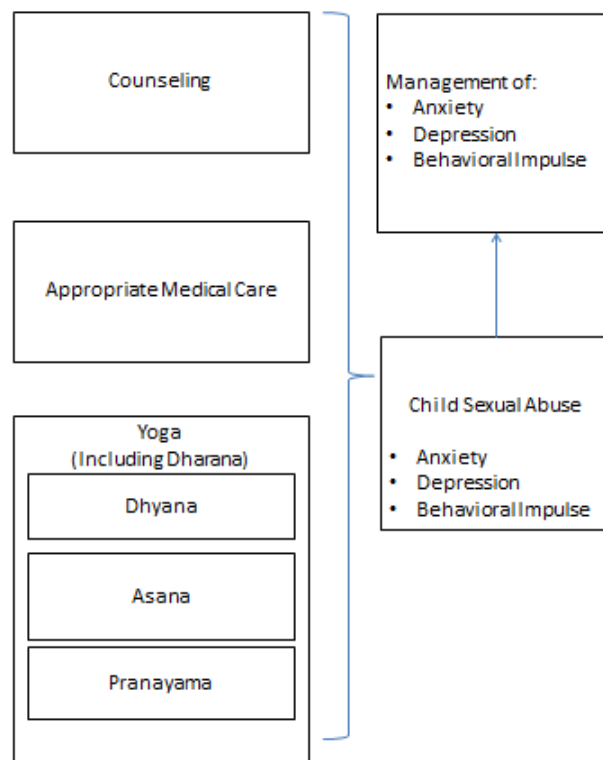 Counseling
Appropriate Medical Care
Yoga
(Including Dharana)
Dhyana
Asana
Pranayama
Management of:
• Anxiety
• Depression
• Behavioral Impulse
Child Sexual Abuse
• Anxiety
• Depression
• Behavioral Impulse